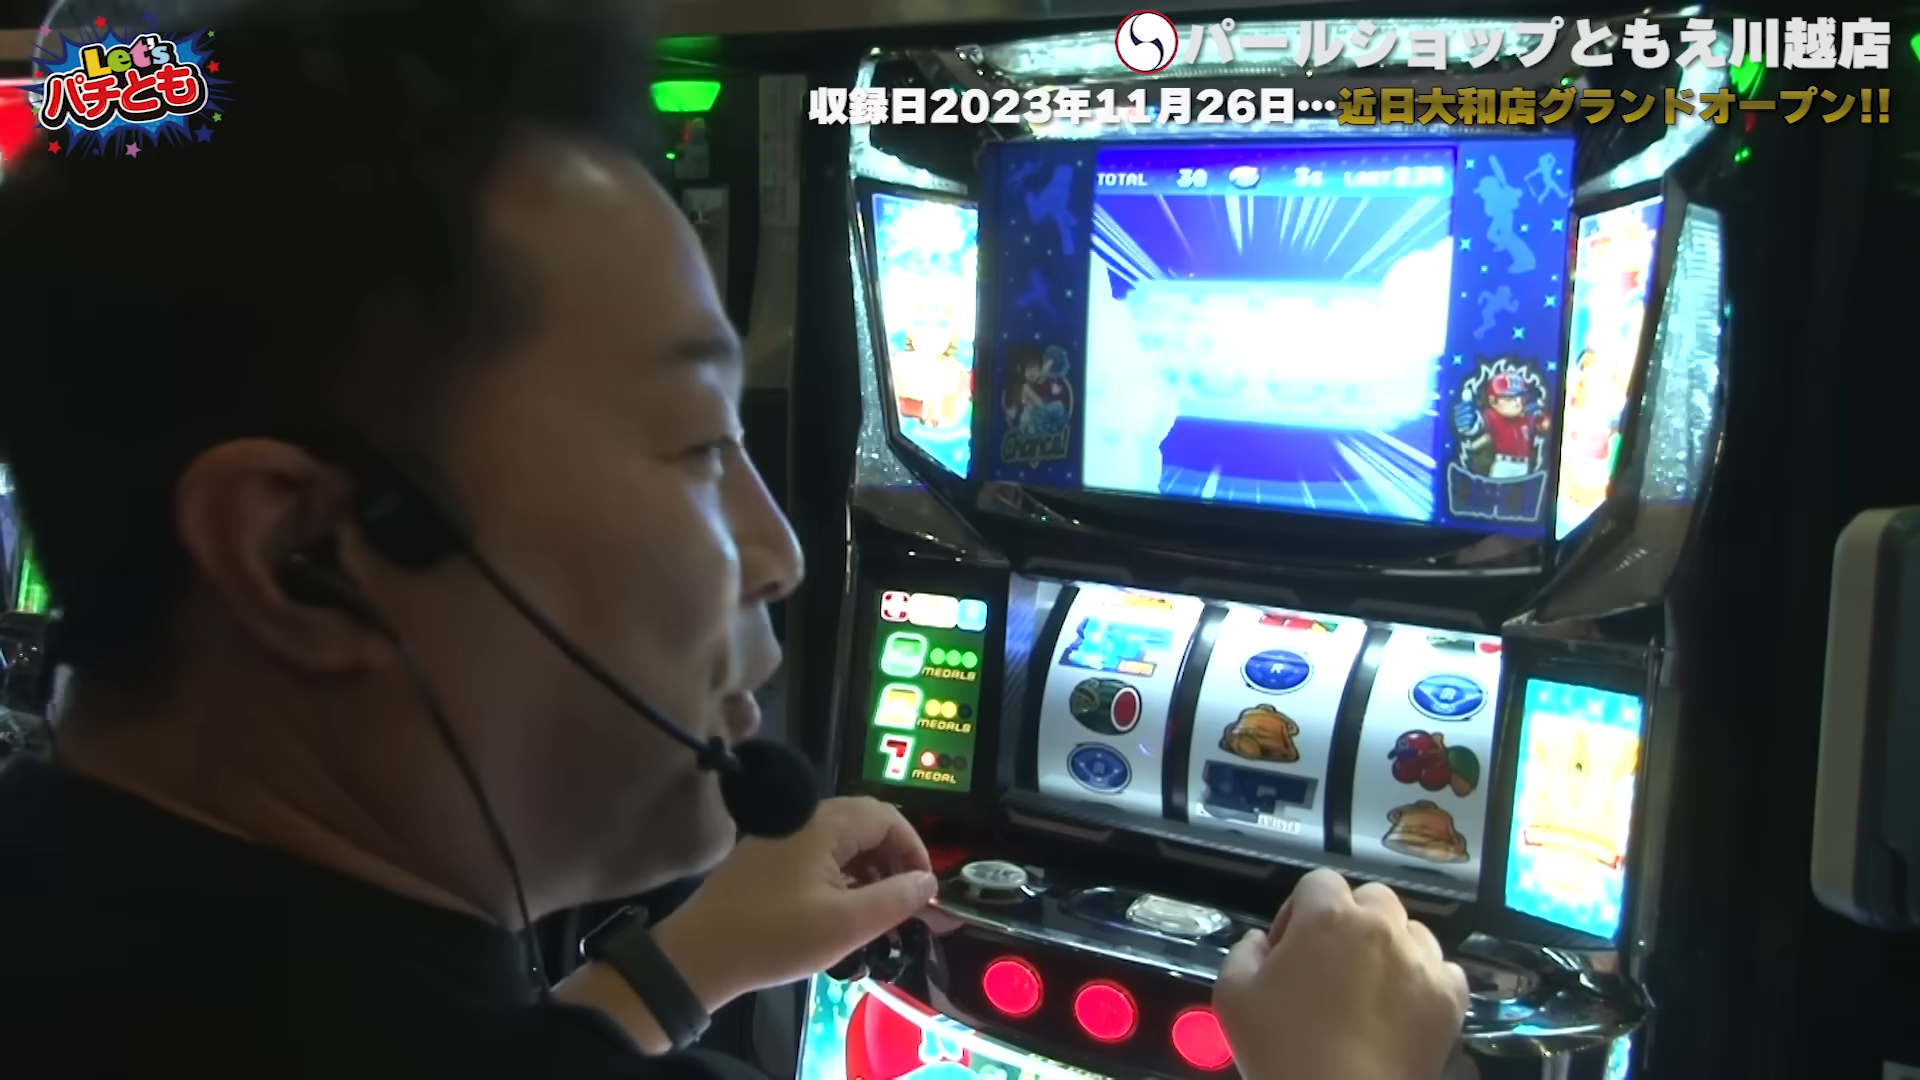 Let's
パチとも
パールショップともえ川越店
収録日2023年11月26日…近日大和店グランドオープン!!
TOTAL 30
Chance!
MEDALS
MEDALS
MEDAL